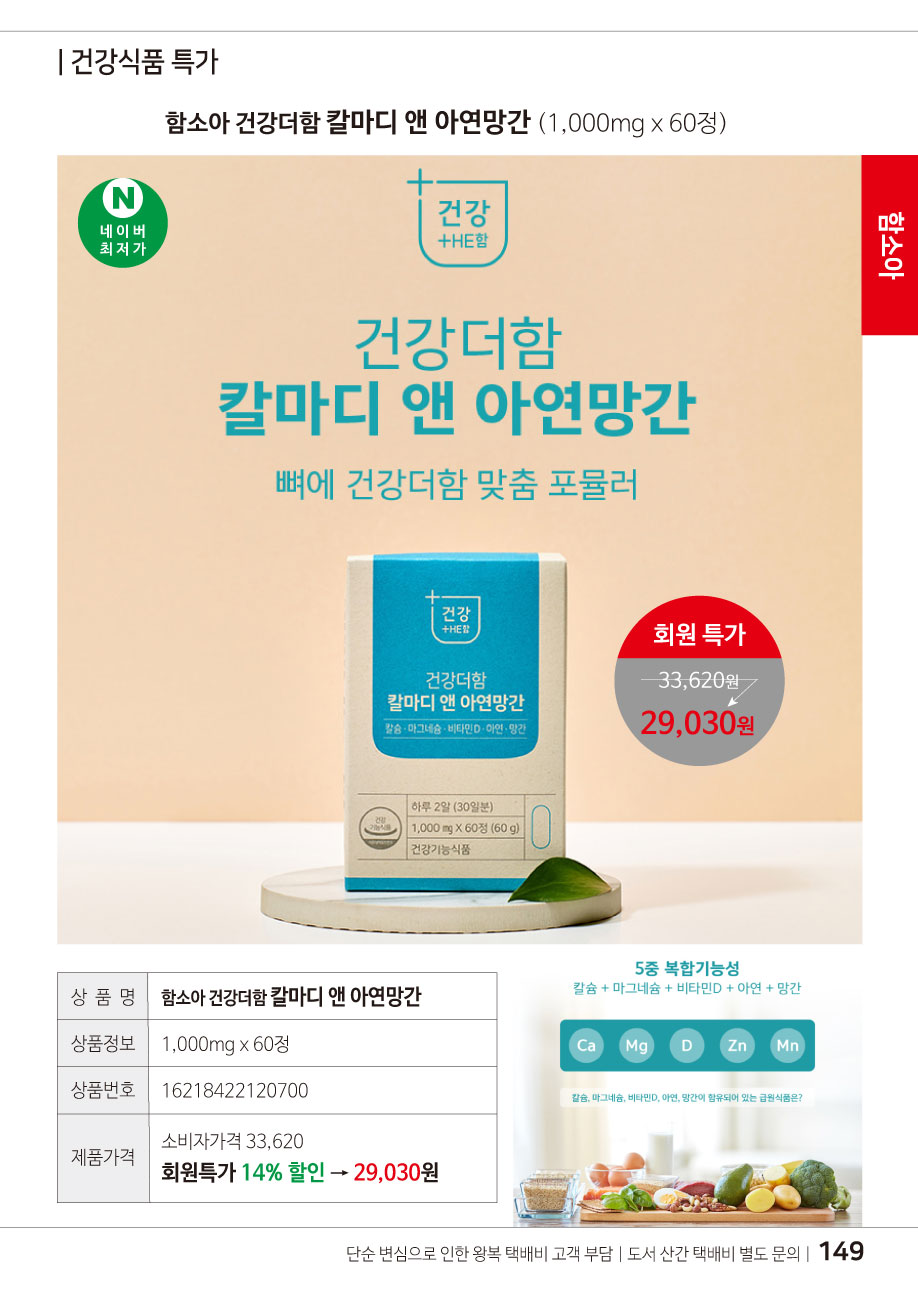 | 건강식품 특가
함소아 건강더함 칼마디 앤 아연망간 (1,000mg x 60정)
N
네이버
최저가
건강
+HE함
함소아
건강더함
칼마디 앤 아연망간
뼈에 건강더함 맞춤 포뮬러
건강
+HE함
건강더함
칼마디 앤 아연망간
칼슘·마그네슘·비타민D·아연·망간
하루 2알 (30일분)
1,000 mg X 60정 (60 g)
건강기능식품
건강
기능식품
회원 특가
33,620원
29,030원
상 품 명 함소아 건강더함 칼마디 앤 아연망간
상품정보 1,000mg x 60정
상품번호 16218422120700
제품가격 소비자가격 33,620
회원특가 14% 할인 → 29,030원
5중 복합기능성
칼슘 + 마그네슘 + 비타민D + 아연 + 망간
Ca Mg D Zn Mn
칼슘, 마그네슘, 비타민D, 아연, 망간이 함유되어 있는 급원식품은?
단순 변심으로 인한 왕복 택배비 고객 부담 | 도서 산간 택배비 별도 문의 | 149